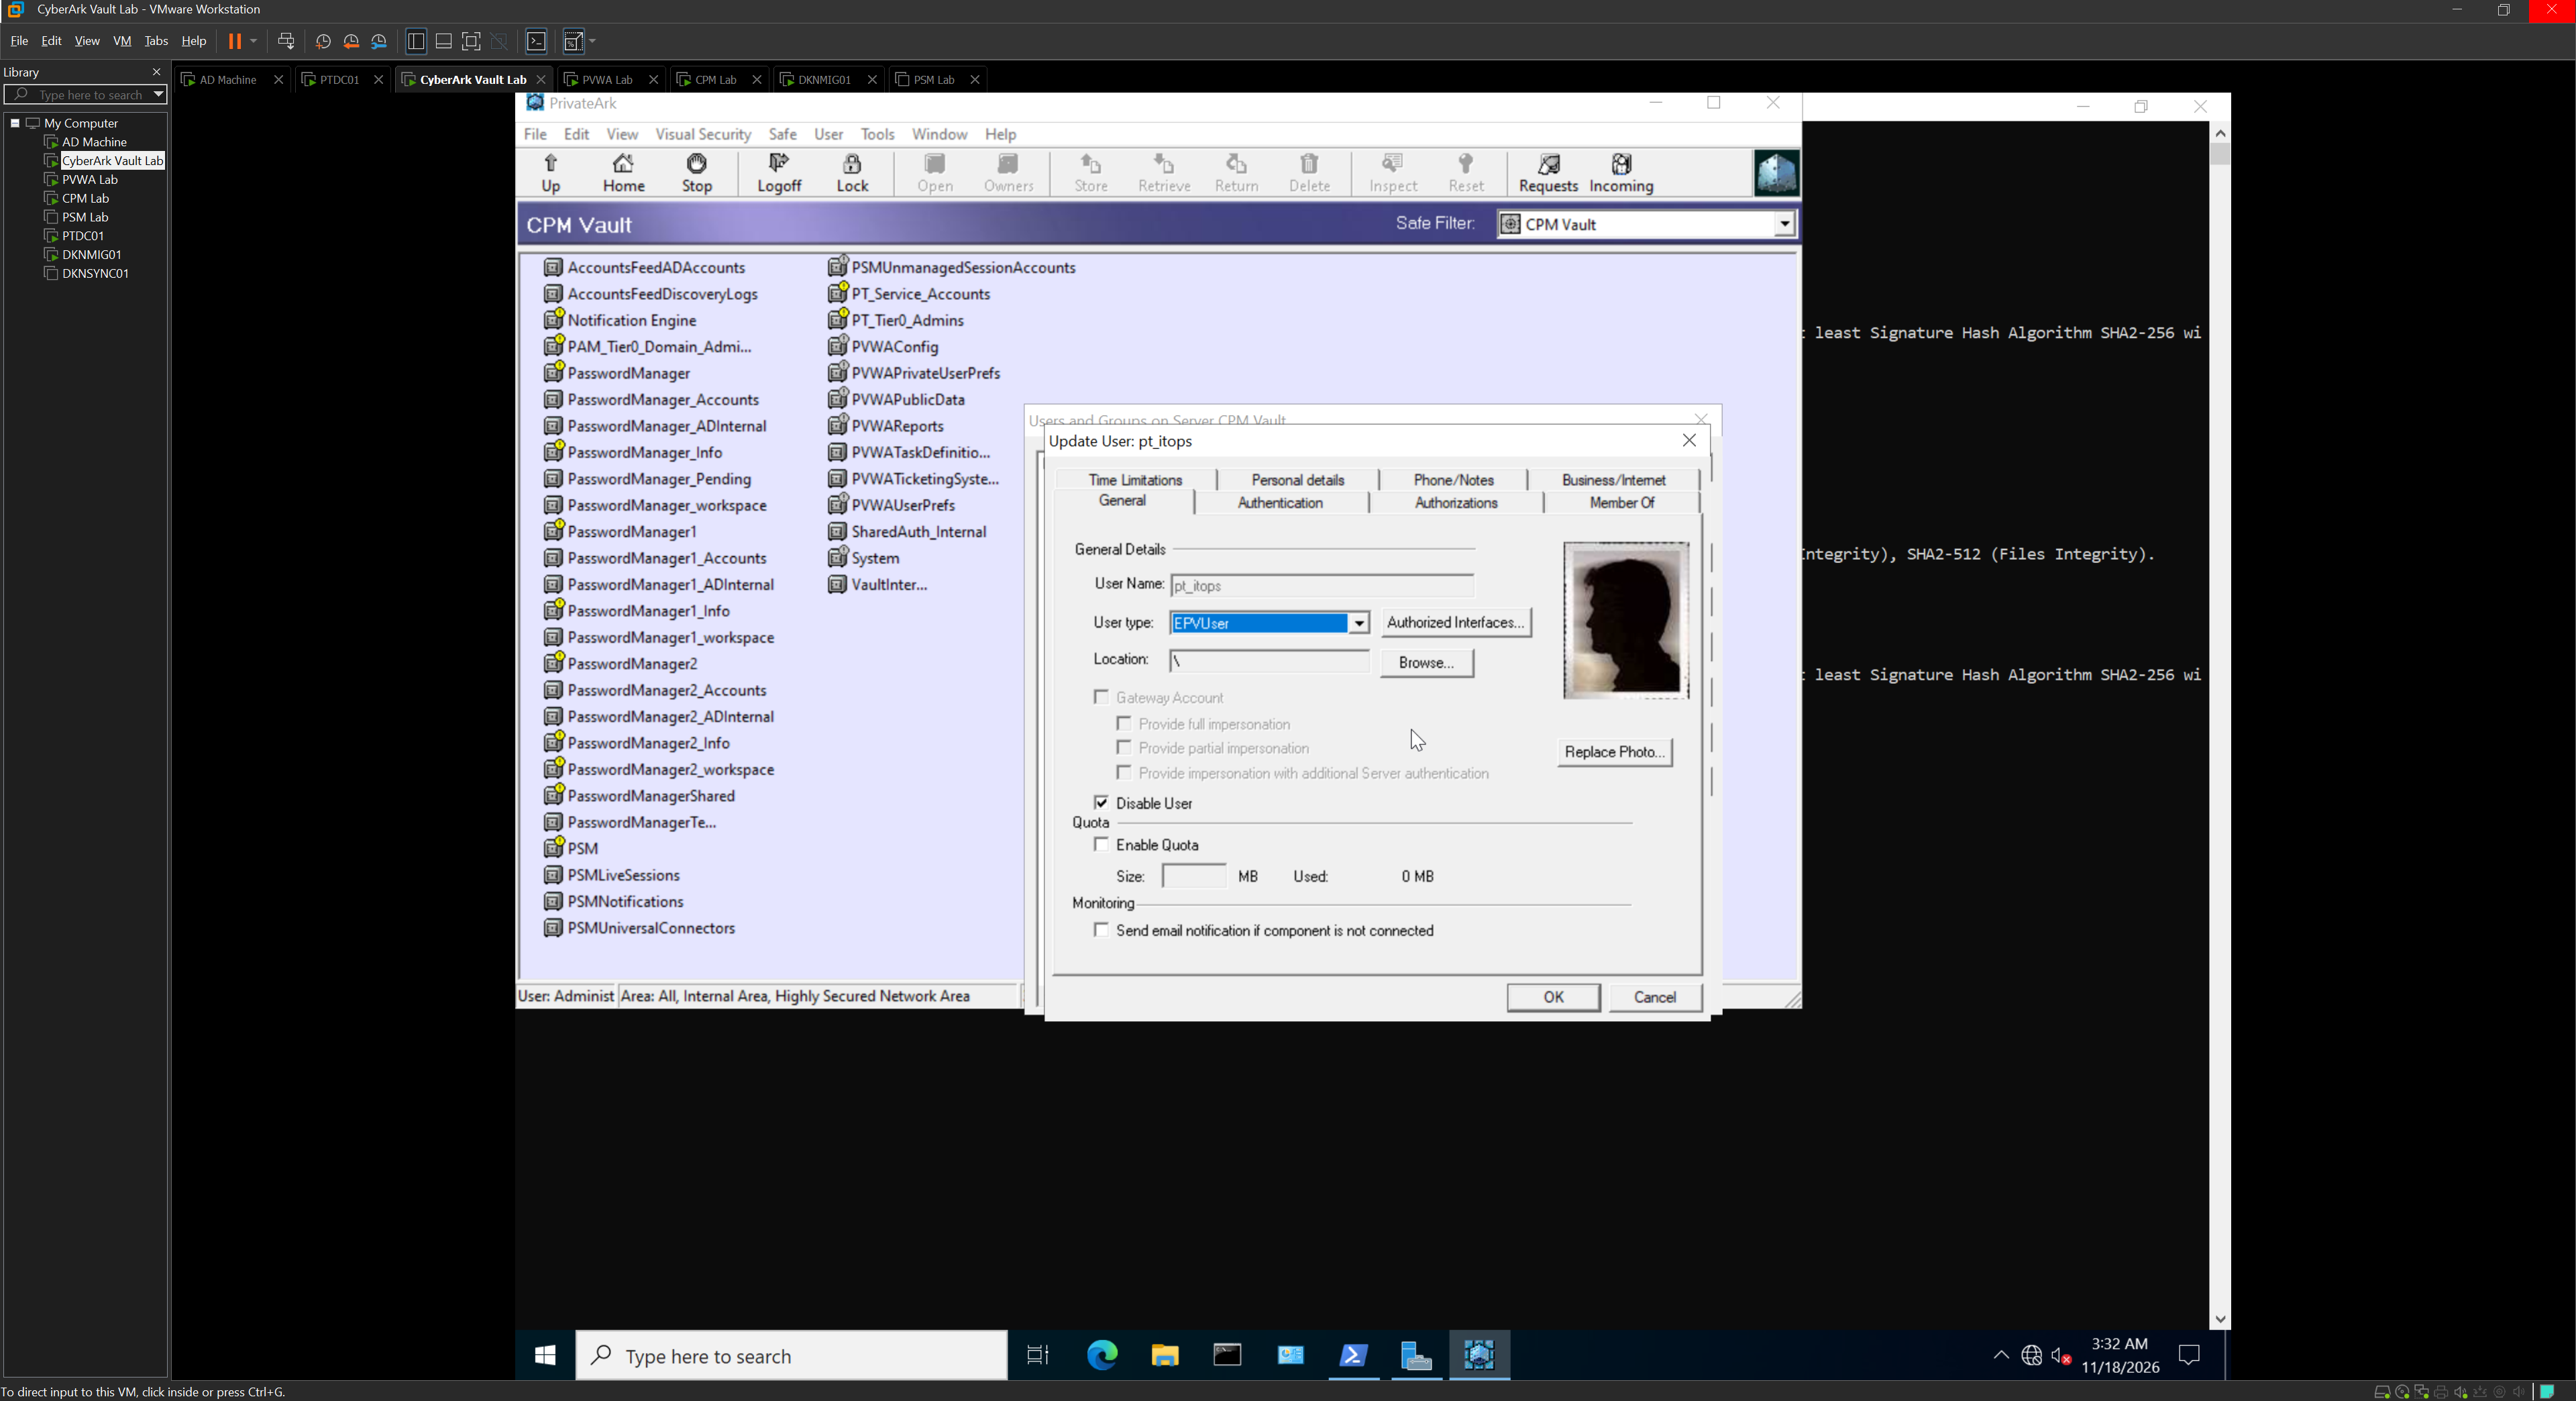 CyberArk Vault Lab - VMware Workstation
File Edit View VM Tabs Help
Library
Type here to search
My Computer
AD Machine
CyberArk Vault Lab
PVWA Lab
CPM Lab
PSM Lab
PTDC01
DKNMIG01
DKNSYNC01
AD Machine PTDC01 CyberArk Vault Lab PVWA Lab CPM Lab DKNMIG01 PSM Lab
PrivateArk
File Edit View Visual Security Safe User Tools Window Help
Up Home Stop Logoff Lock Open Owners Store Retrieve Return Delete Inspect Reset Requests Incoming
CPM Vault
Safe Filter: CPM Vault
AccountsFeedADAccounts
AccountsFeedDiscoveryLogs
Notification Engine
PAM_Tier0_Domain_Admi...
PasswordManager
PasswordManager_Accounts
PasswordManager_ADInternal
PasswordManager_Info
PasswordManager_Pending
PasswordManager_workspace
PasswordManager1
PasswordManager1_Accounts
PasswordManager1_ADInternal
PasswordManager1_Info
PasswordManager1_workspace
PasswordManager2
PasswordManager2_Accounts
PasswordManager2_ADInternal
PasswordManager2_Info
PasswordManager2_workspace
PasswordManagerShared
PasswordManagerTe...
PSM
PSMLiveSessions
PSMNotifications
PSMUniversalConnectors
PSMUnmanagedSessionAccounts
PT_Service_Accounts
PT_Tier0_Admins
PVWAConfig
PVWAPrivateUserPrefs
PVWAPublicData
PVWAReports
PVWATaskDefinitio...
PVWATicketingSyste...
PVWAUserPrefs
SharedAuth_Internal
System
VaultInter...
Users and Groups on Server CPM Vault
Update User: pt_itops
Time Limitations Personal details Phone/Notes Business/Internet
General Authentication Authorizations Member Of
General Details
User Name: pt_itops
User type: EPVUser Authorized Interfaces...
Location: \ Browse...
Gateway Account
Provide full impersonation
Provide partial impersonation
Provide impersonation with additional Server authentication
Replace Photo...
Disable User
Quota
Enable Quota
Size: MB Used: 0 MB
Monitoring
Send email notification if component is not connected
OK Cancel
User: Administ Area: All, Internal Area, Highly Secured Network Area
least Signature Hash Algorithm SHA2-256 wi
ntegrity), SHA2-512 (Files Integrity).
least Signature Hash Algorithm SHA2-256 wi
Type here to search
3:32 AM
11/18/2026
To direct input to this VM, click inside or press Ctrl+G.